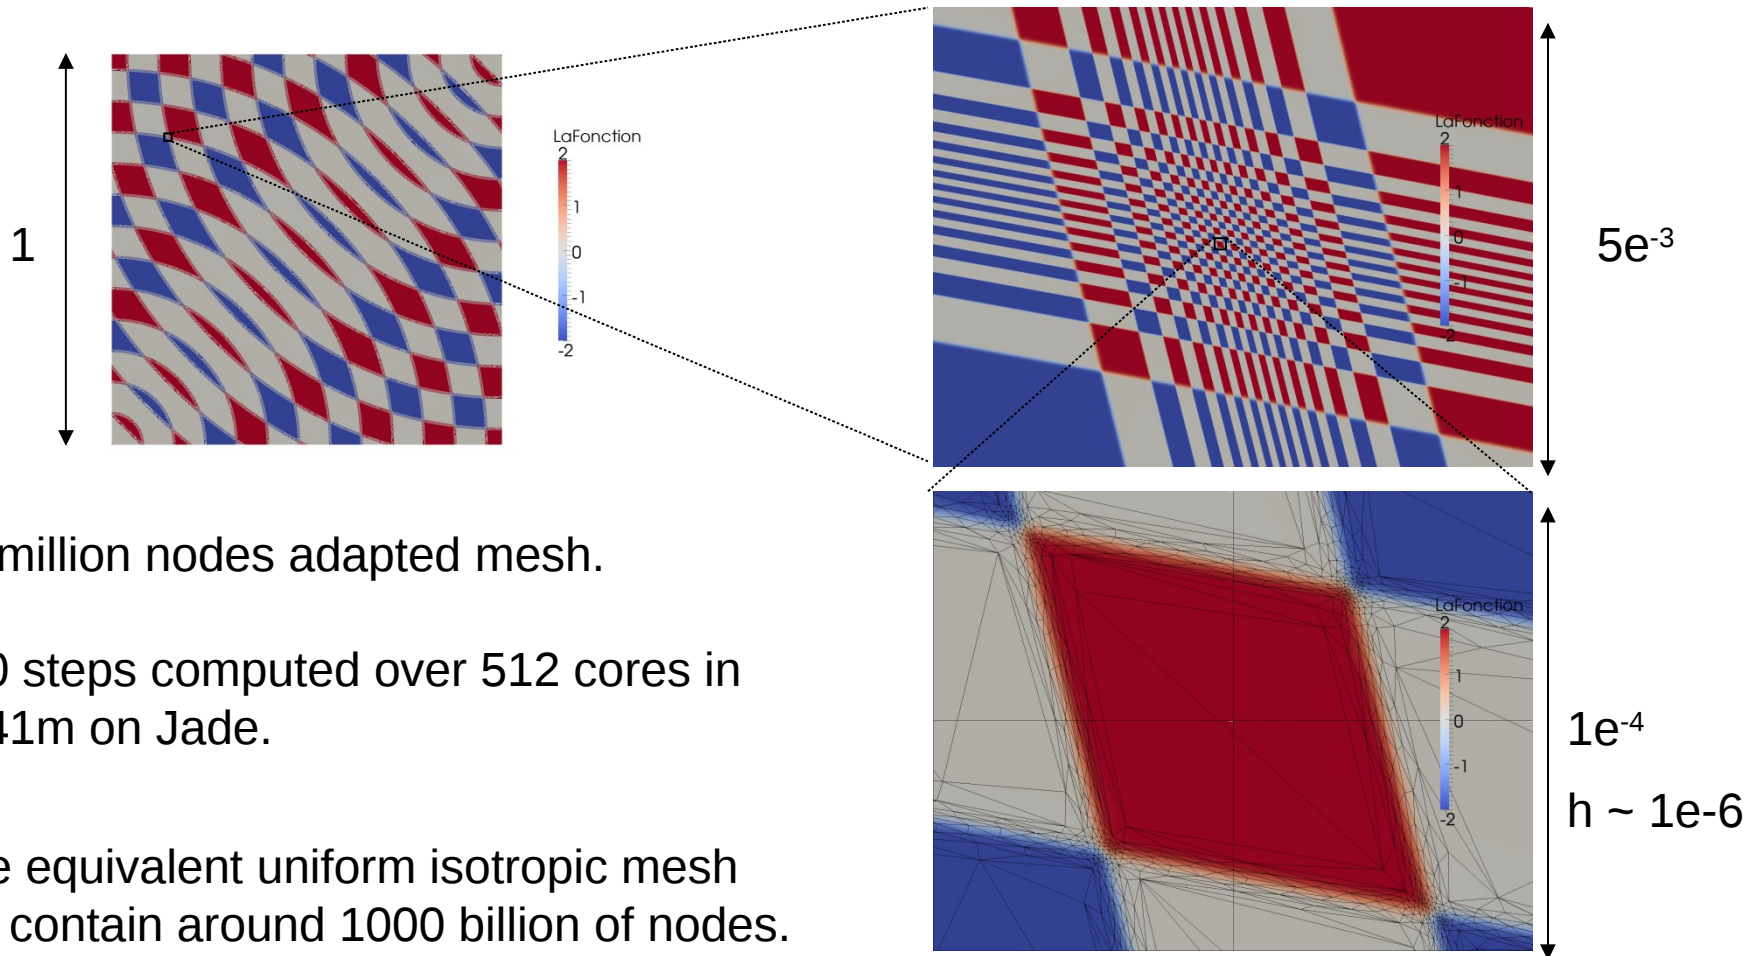 LaFonction
2
1
0
-1
-2
1
LaFonction
2
1
0
-1
-2
5e-3
million nodes adapted mesh.
0 steps computed over 512 cores in
41m on Jade.
e equivalent uniform isotropic mesh
contain around 1000 billion of nodes.
LaFonction
2
1
0
-1
-2
1e-4
h ~ 1e-6